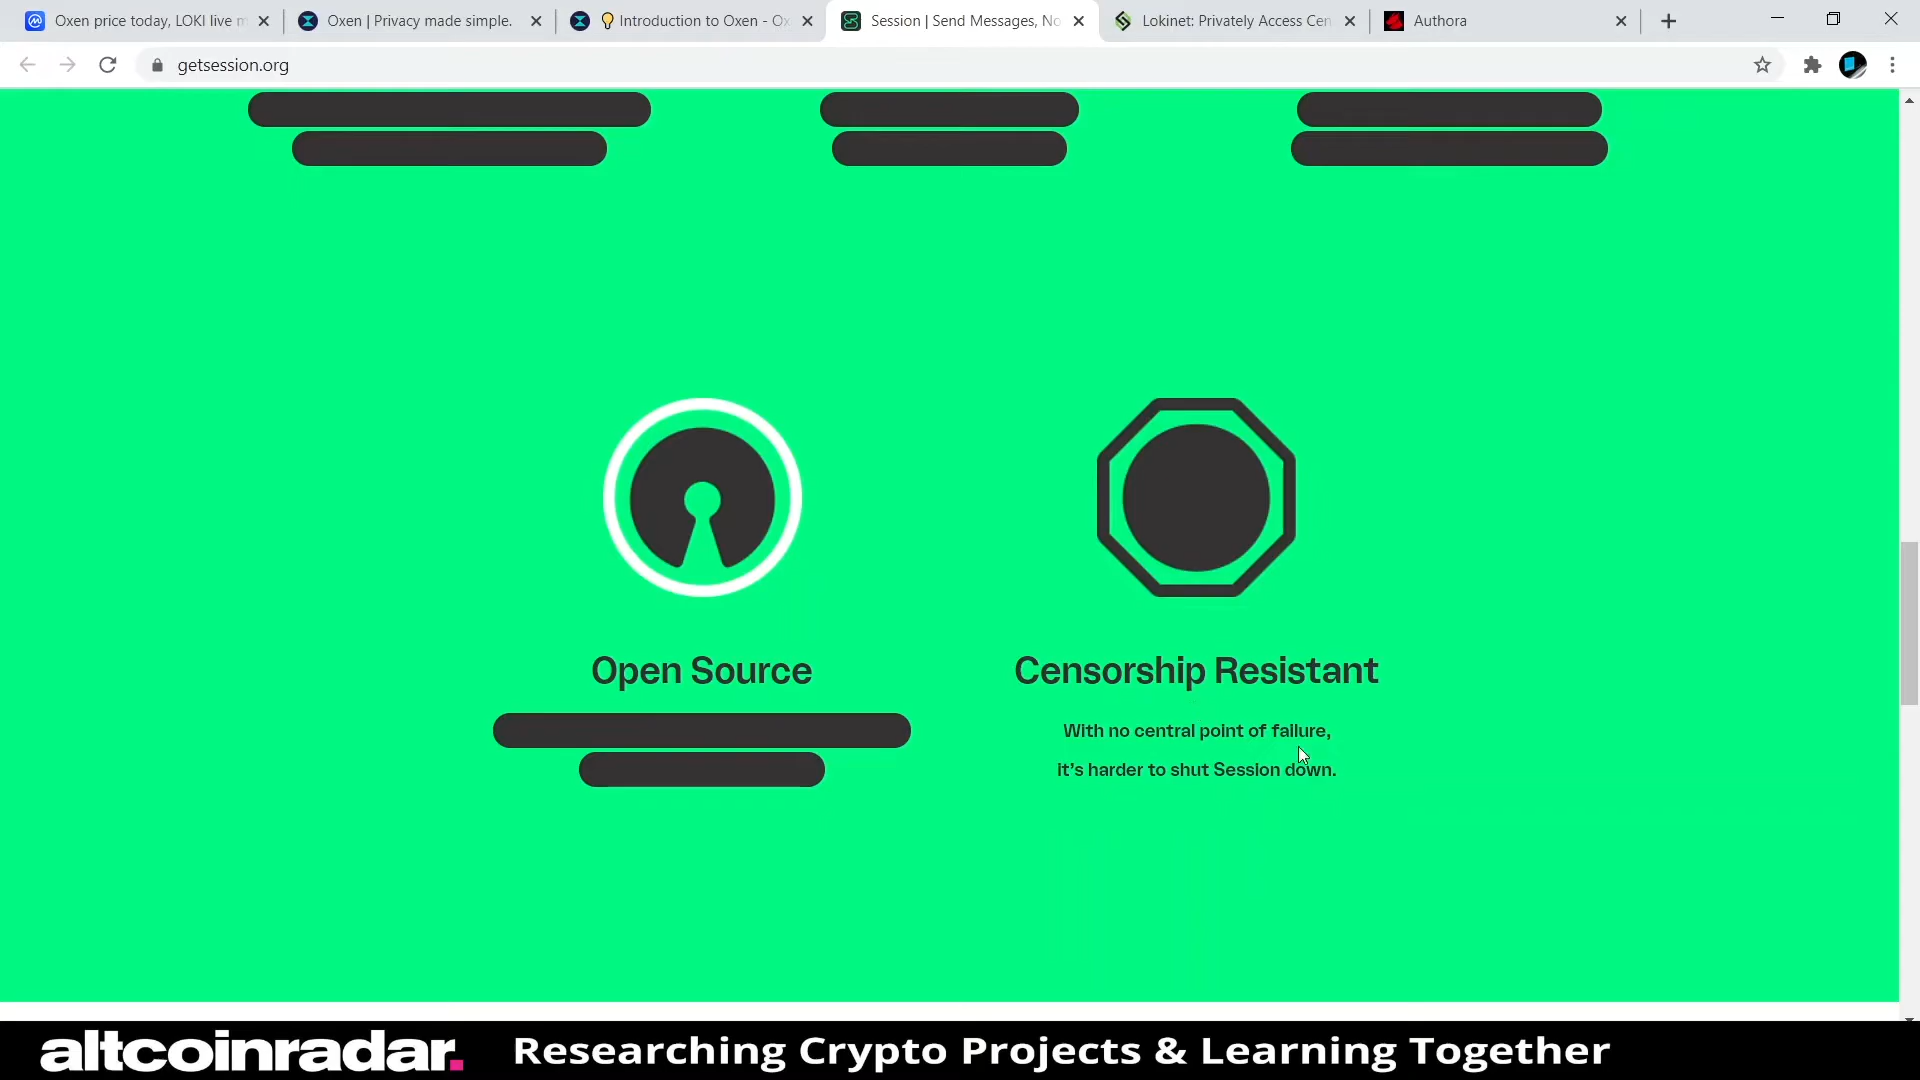 Oxen price today, LOKI live m
Oxen | Privacy made simple.
Introduction to Oxen - Ox
Session | Send Messages, No
Lokinet: Privately Access Cen
Authora
getsession.org
Open Source
Censorship Resistant
With no central point of failure,
it's harder to shut Session down.
altcoinradar.
Researching Crypto Projects & Learning Together